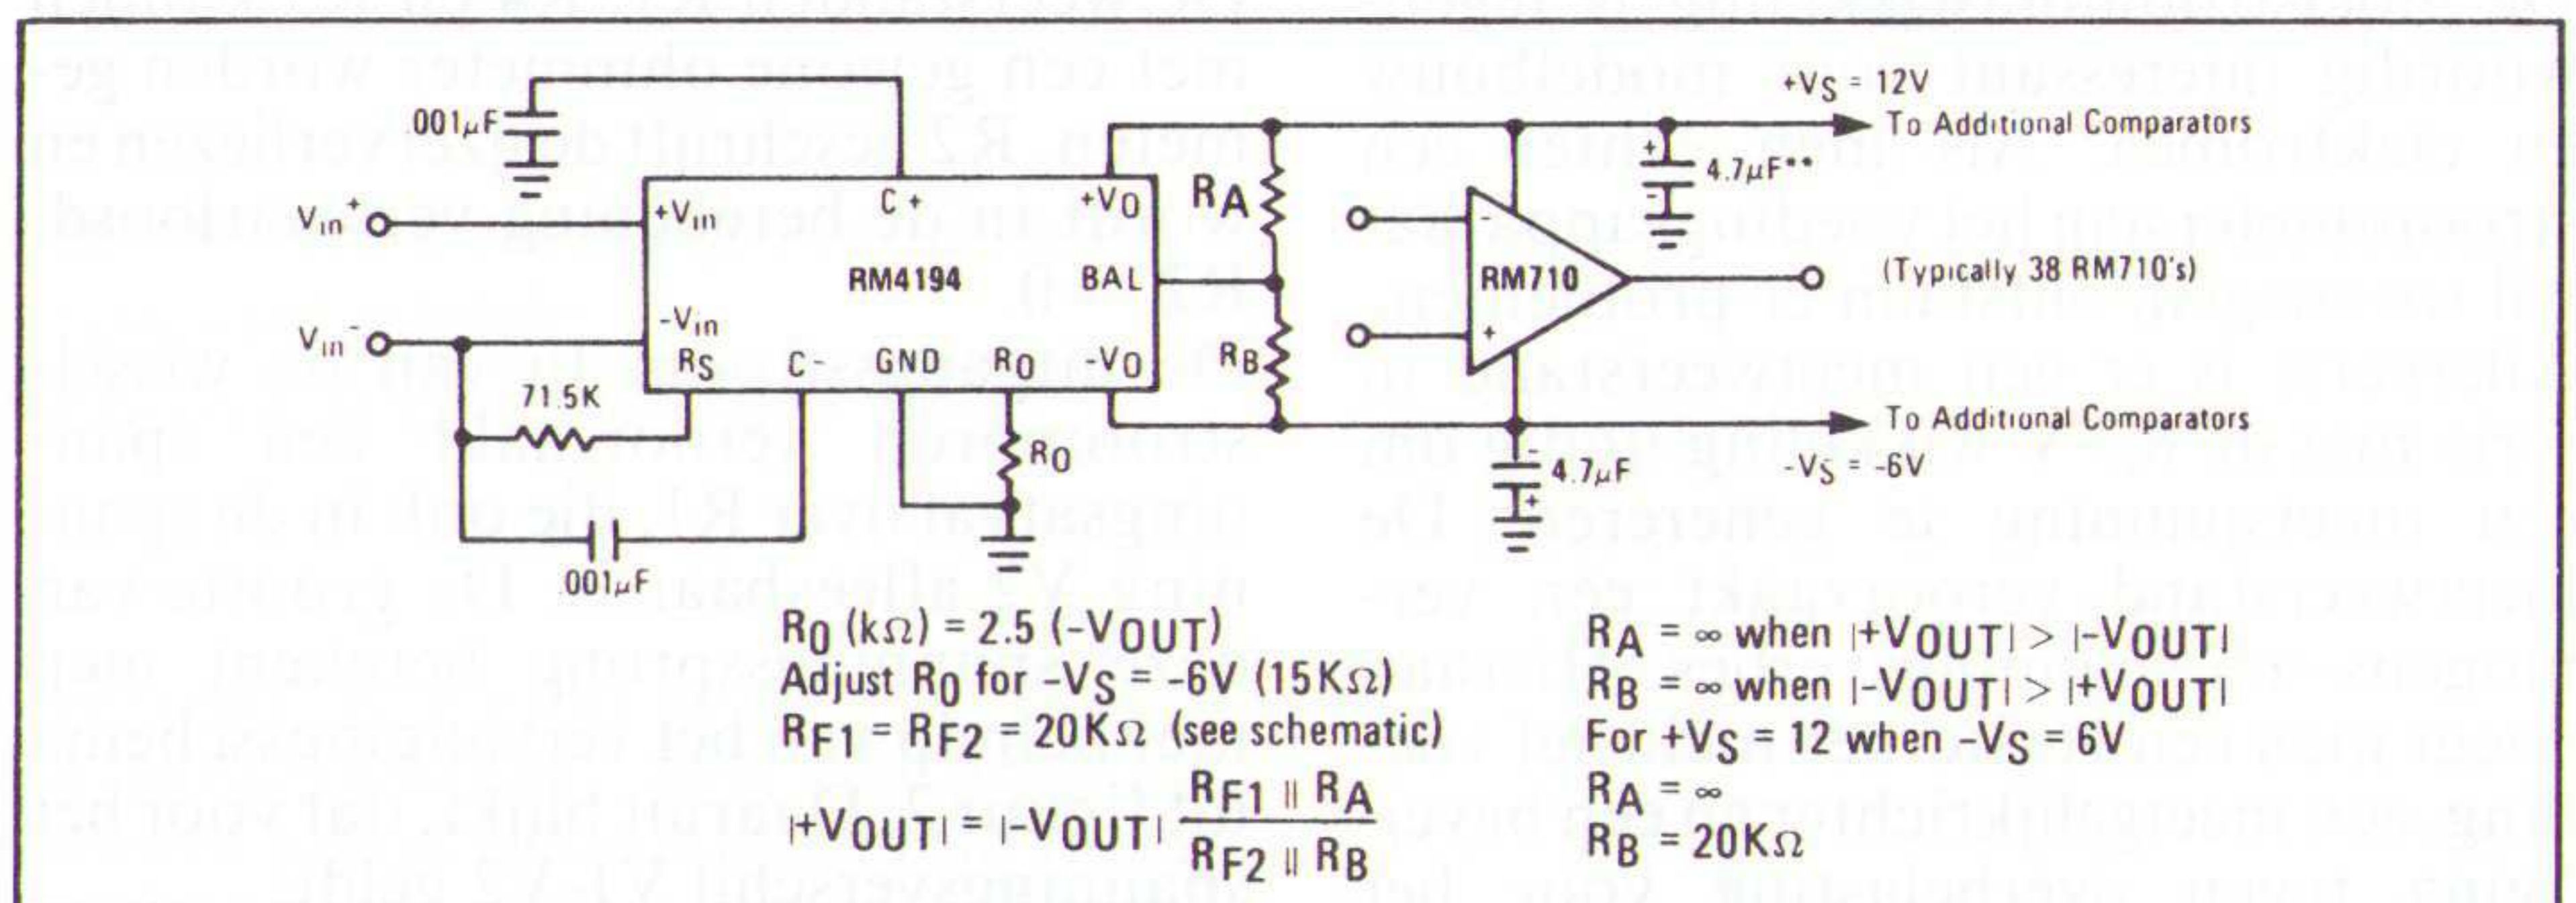 +VS = 12V
To Additional Comparators
.001μF
4.7μF**
Vin+
+Vin
C+
+VO
RA
-
RM4194
BAL
RM710
(Typically 38 RM710's)
Vin-
-Vin
+
RS
C-
GND
RO
-VO
RB
71.5K
To Additional Comparators
-VS = -6V
RO
4.7μF
.001μF
RO (kΩ) = 2.5 (-VOUT)
Adjust RO for -VS = -6V (15KΩ)
RF1 = RF2 = 20KΩ (see schematic)
|+VOUT| = |-VOUT| RF1 || RA
RF2 || RB
RA = ∞ when |+VOUT| > |-VOUT|
RB = ∞ when |-VOUT| > |+VOUT|
For +VS = 12 when -VS = 6V
RA = ∞
RB = 20KΩ